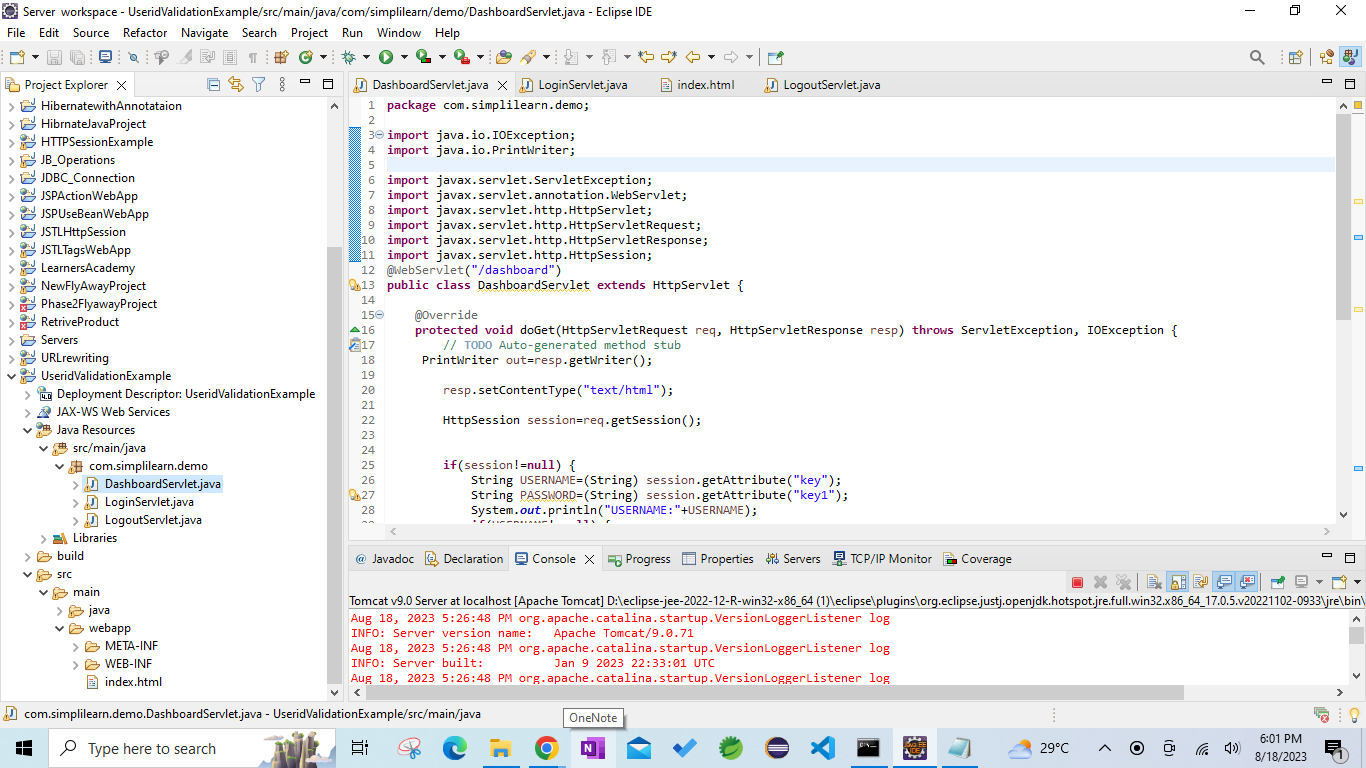 Server workspace - UseridValidationExample/src/main/java/com/simplilearn/demo/DashboardServlet.java - Eclipse IDE
File Edit Source Refactor Navigate Search Project Run Window Help
Project Explorer
HibernatewithAnnotataion
HibrnateJavaProject
HTTPSessionExample
JB_Operations
JDBC_Connection
JSPActionWebApp
JSPUseBeanWebApp
JSTLHttpSession
JSTLTagsWebApp
LearnersAcademy
NewFlyAwayProject
Phase2FlyawayProject
RetriveProduct
Servers
URLrewriting
UseridValidationExample
Deployment Descriptor: UseridValidationExample
JAX-WS Web Services
Java Resources
src/main/java
com.simplilearn.demo
DashboardServlet.java
LoginServlet.java
LogoutServlet.java
Libraries
build
src
main
java
webapp
META-INF
WEB-INF
index.html
DashboardServlet.java LoginServlet.java index.html LogoutServlet.java
1 package com.simplilearn.demo;
2
3 import java.io.IOException;
4 import java.io.PrintWriter;
5
6 import javax.servlet.ServletException;
7 import javax.servlet.annotation.WebServlet;
8 import javax.servlet.http.HttpServlet;
9 import javax.servlet.http.HttpServletRequest;
10 import javax.servlet.http.HttpServletResponse;
11 import javax.servlet.http.HttpSession;
12 @WebServlet("/dashboard")
13 public class DashboardServlet extends HttpServlet {
14
15 @Override
16 protected void doGet(HttpServletRequest req, HttpServletResponse resp) throws ServletException, IOException {
17 // TODO Auto-generated method stub
18 PrintWriter out=resp.getWriter();
19
20 resp.setContentType("text/html");
21
22 HttpSession session=req.getSession();
23
24
25 if(session!=null) {
26 String USERNAME=(String) session.getAttribute("key");
27 String PASSWORD=(String) session.getAttribute("key1");
28 System.out.println("USERNAME:"+USERNAME);
@ Javadoc Declaration Console Progress Properties Servers TCP/IP Monitor Coverage
Tomcat v9.0 Server at localhost [Apache Tomcat] D:\eclipse-jee-2022-12-R-win32-x86_64 (1)\eclipse\plugins\org.eclipse.justj.openjdk.hotspot.jre.full.win32.x86_64_17.0.5.v20221102-0933\jre\bin\
Aug 18, 2023 5:26:48 PM org.apache.catalina.startup.VersionLoggerListener log
INFO: Server version name: Apache Tomcat/9.0.71
Aug 18, 2023 5:26:48 PM org.apache.catalina.startup.VersionLoggerListener log
INFO: Server built: Jan 9 2023 22:33:01 UTC
Aug 18, 2023 5:26:48 PM org.apache.catalina.startup.VersionLoggerListener log
com.simplilearn.demo.DashboardServlet.java - UseridValidationExample/src/main/java
OneNote
Type here to search
29°C
6:01 PM
8/18/2023
1